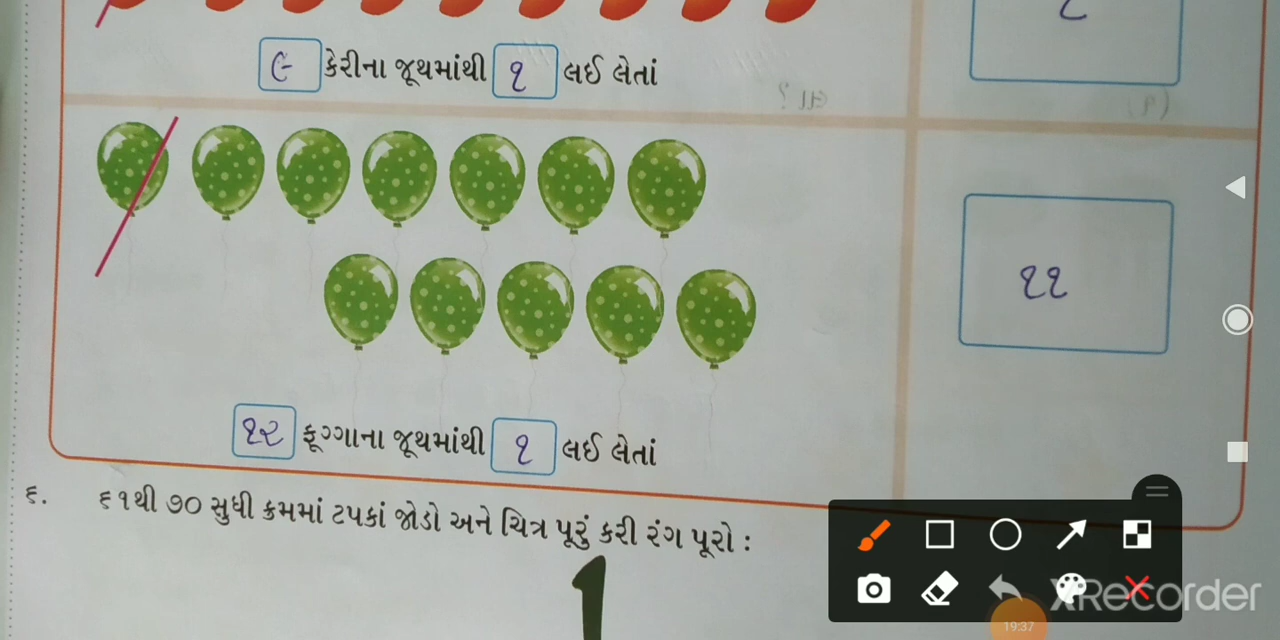 ૮
૯ કેરીના જૂથમાંથી ૧ લઈ લેતાં
૧૧
૧૨ ફૂગ્ગાના જૂથમાંથી ૧ લઈ લેતાં
૬. ૬૧થી ૭૦ સુધી ક્રમમાં ટપકાં જોડો અને ચિત્ર પૂરું કરી રંગ પૂરો :
XRecorder
19:37